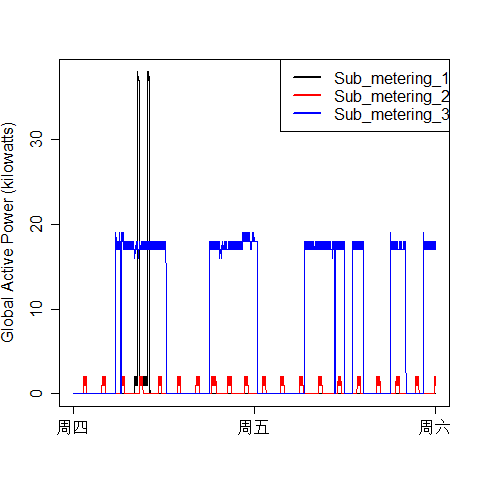 Sub_metering_1
Sub_metering_2
Sub_metering_3
Global Active Power (kilowatts)
30
20
10
0
周四 周五 周六